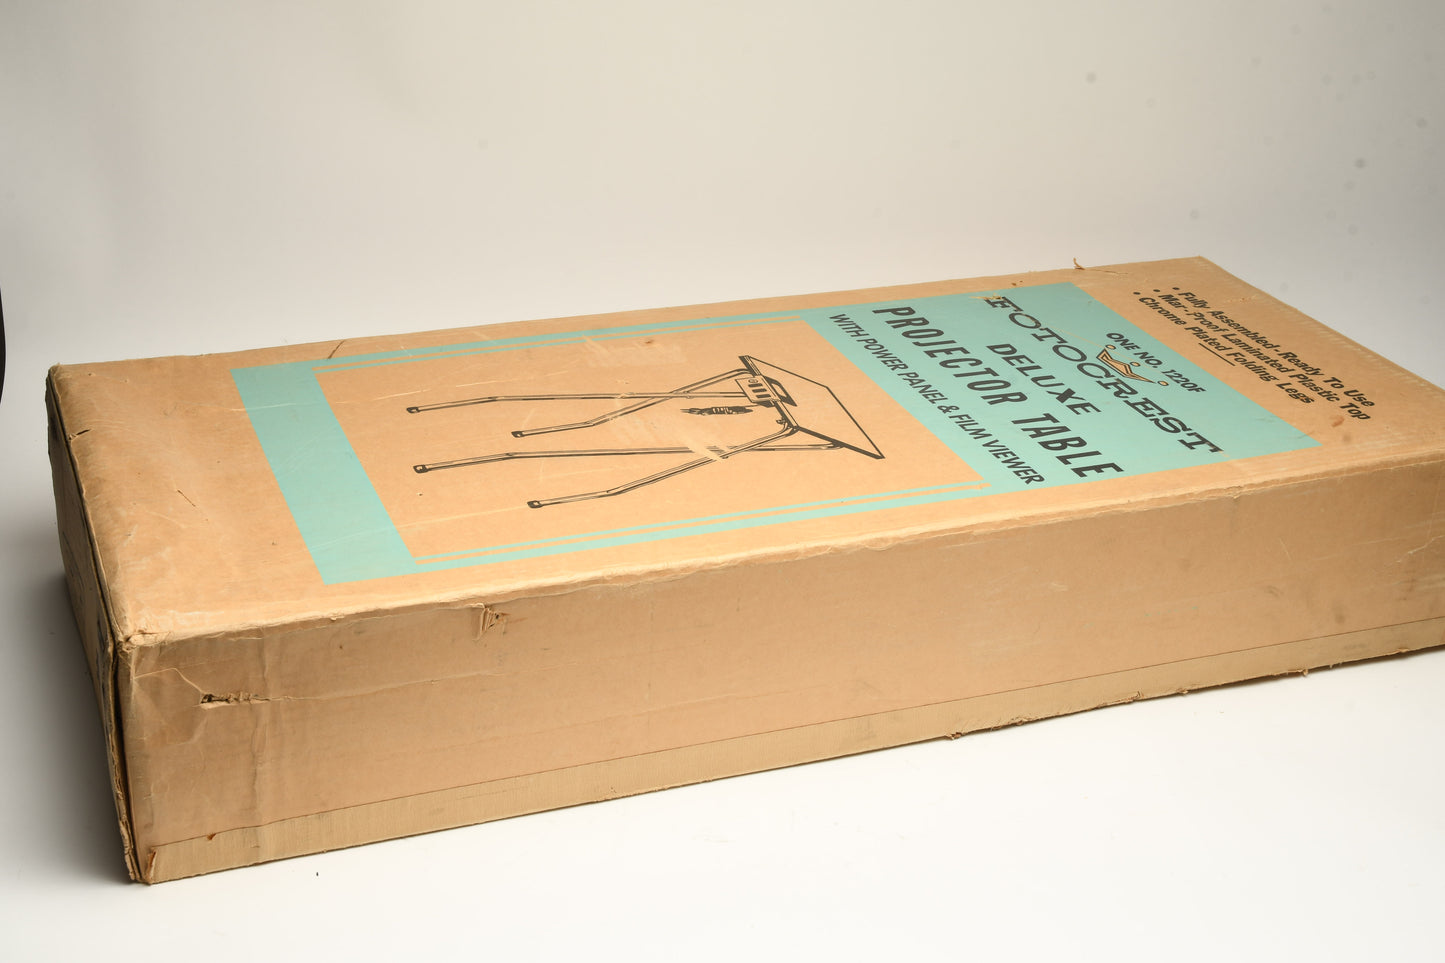 • Fully Assembled - Ready To Use
• Mar-Proof Laminated Plastic Top
• Chrome Plated Folding Legs
ONE NO. 1220F
FOTOCREST
DELUXE
PROJECTOR TABLE
WITH POWER PANEL & FILM VIEWER